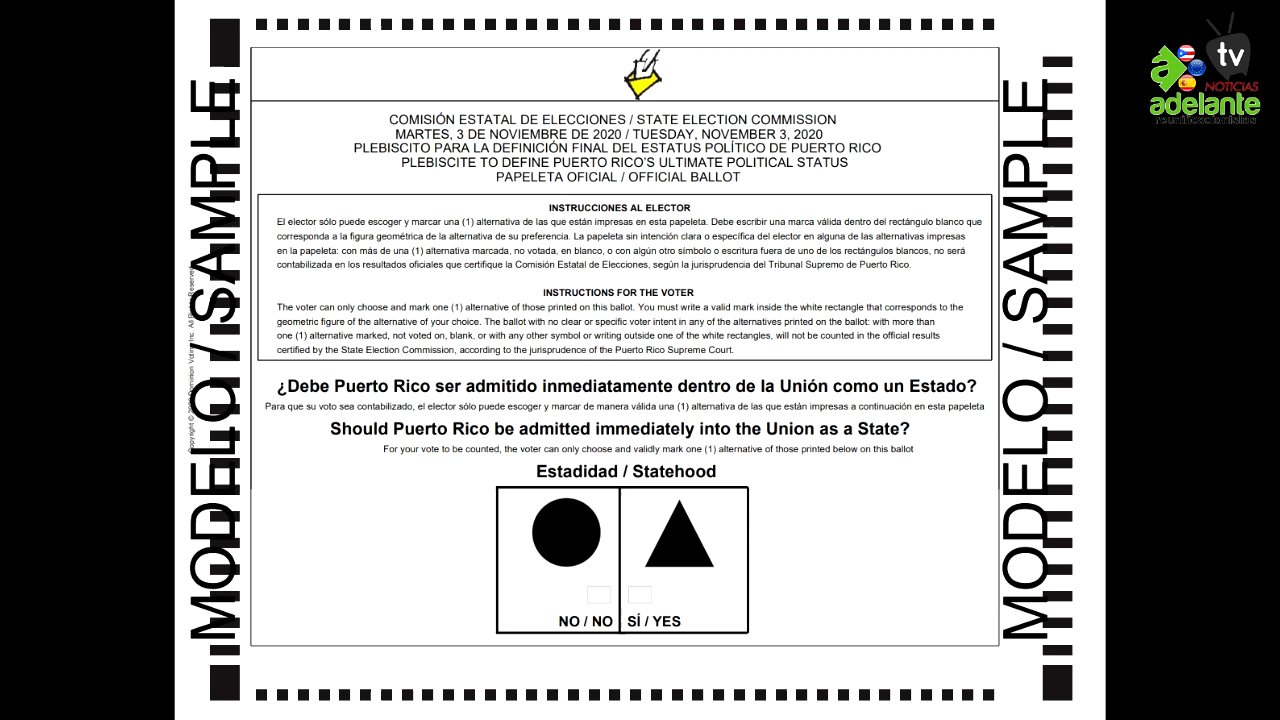 tv
NOTICIAS
adelante
reunificacionistas
COMISIÓN ESTATAL DE ELECCIONES / STATE ELECTION COMMISSION
MARTES, 3 DE NOVIEMBRE DE 2020 / TUESDAY, NOVEMBER 3, 2020
PLEBISCITO PARA LA DEFINICIÓN FINAL DEL ESTATUS POLÍTICO DE PUERTO RICO
PLEBISCITE TO DEFINE PUERTO RICO'S ULTIMATE POLITICAL STATUS
PAPELETA OFICIAL / OFFICIAL BALLOT
INSTRUCCIONES AL ELECTOR
El elector sólo puede escoger y marcar una (1) alternativa de las que están impresas en esta papeleta. Debe escribir una marca válida dentro del rectángulo blanco que
corresponda a la figura geométrica de la alternativa de su preferencia. La papeleta sin intención clara o específica del elector en alguna de las alternativas impresas
en la papeleta: con más de una (1) alternativa marcada, no votada, en blanco, o con algún otro símbolo o escritura fuera de uno de los rectángulos blancos, no será
contabilizada en los resultados oficiales que certifique la Comisión Estatal de Elecciones, según la jurisprudencia del Tribunal Supremo de Puerto Rico.
INSTRUCTIONS FOR THE VOTER
The voter can only choose and mark one (1) alternative of those printed on this ballot. You must write a valid mark inside the white rectangle that corresponds to the
geometric figure of the alternative of your choice. The ballot with no clear or specific voter intent in any of the alternatives printed on the ballot: with more than
one (1) alternative marked, not voted on, blank, or with any other symbol or writing outside one of the white rectangles, will not be counted in the official results
certified by the State Election Commission, according to the jurisprudence of the Puerto Rico Supreme Court.
¿Debe Puerto Rico ser admitido inmediatamente dentro de la Unión como un Estado?
Para que su voto sea contabilizado, el elector sólo puede escoger y marcar de manera válida una (1) alternativa de las que están impresas a continuación en esta papeleta
Should Puerto Rico be admitted immediately into the Union as a State?
For your vote to be counted, the voter can only choose and validly mark one (1) alternative of those printed below on this ballot
Estadidad / Statehood
NO / NO
SÍ / YES
MODELO / SAMPLE
MODELO / SAMPLE
Copyright © Dominion Voting Inc. All Rights Reserved